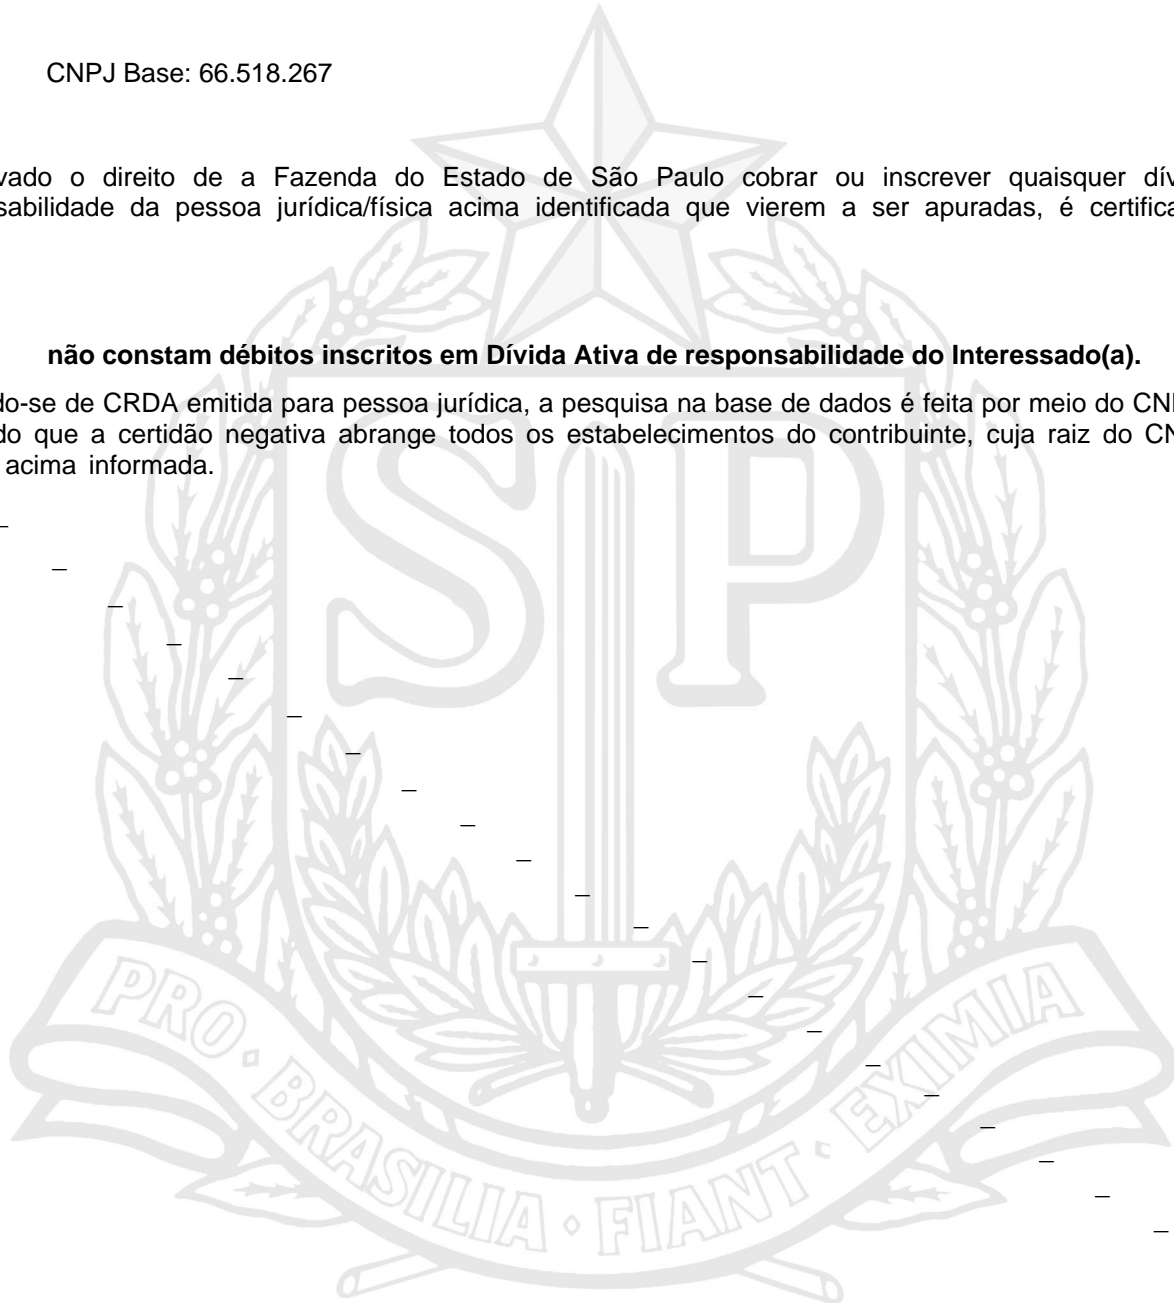 CNPJ Base: 66.518.267
vado o direito de a Fazenda do Estado de São Paulo cobrar ou inscrever quaisquer dív
sabilidade da pessoa jurídica/física acima identificada que vierem a ser apuradas, é certifica
não constam débitos inscritos em Dívida Ativa de responsabilidade do Interessado(a).
do-se de CRDA emitida para pessoa jurídica, a pesquisa na base de dados é feita por meio do CN
do que a certidão negativa abrange todos os estabelecimentos do contribuinte, cuja raiz do CN
acima informada.
SP
PRO · BRASILIA · FIANT · EXIMIA